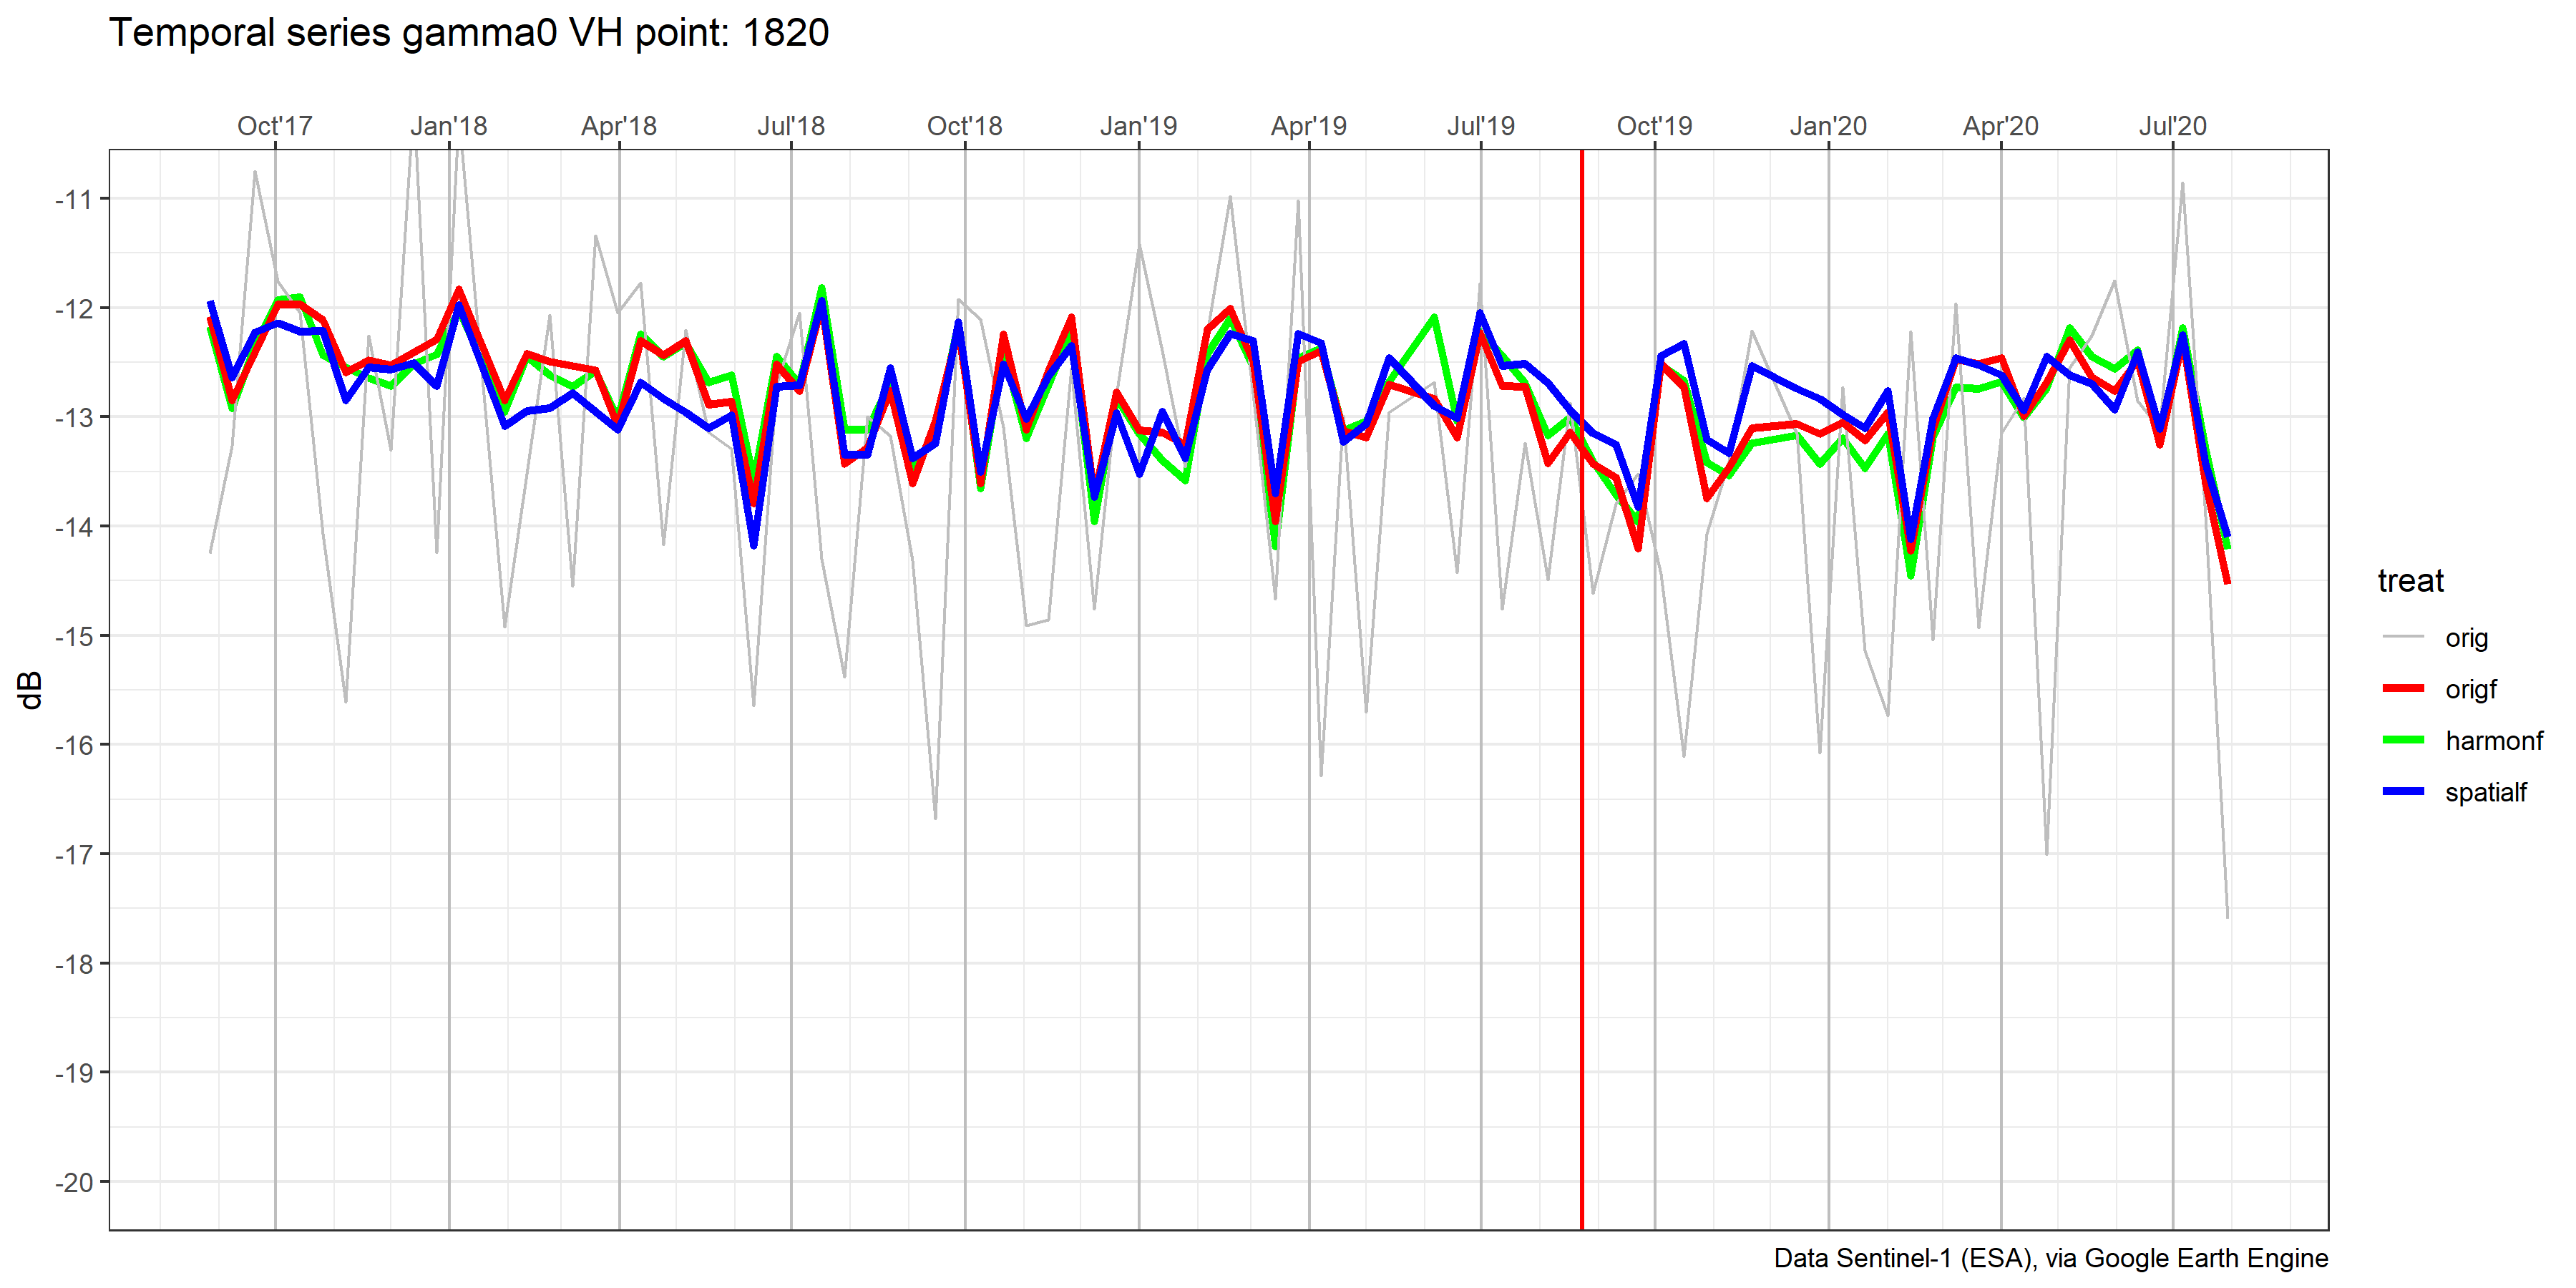 Temporal series gamma0 VH point: 1820
Oct'17 Jan'18 Apr'18 Jul'18 Oct'18 Jan'19 Apr'19 Jul'19 Oct'19 Jan'20 Apr'20 Jul'20
-11
-12
-13
-14
-15
-16
-17
-18
-19
-20
dB
treat
orig
origf
harmonf
spatialf
Data Sentinel-1 (ESA), via Google Earth Engine